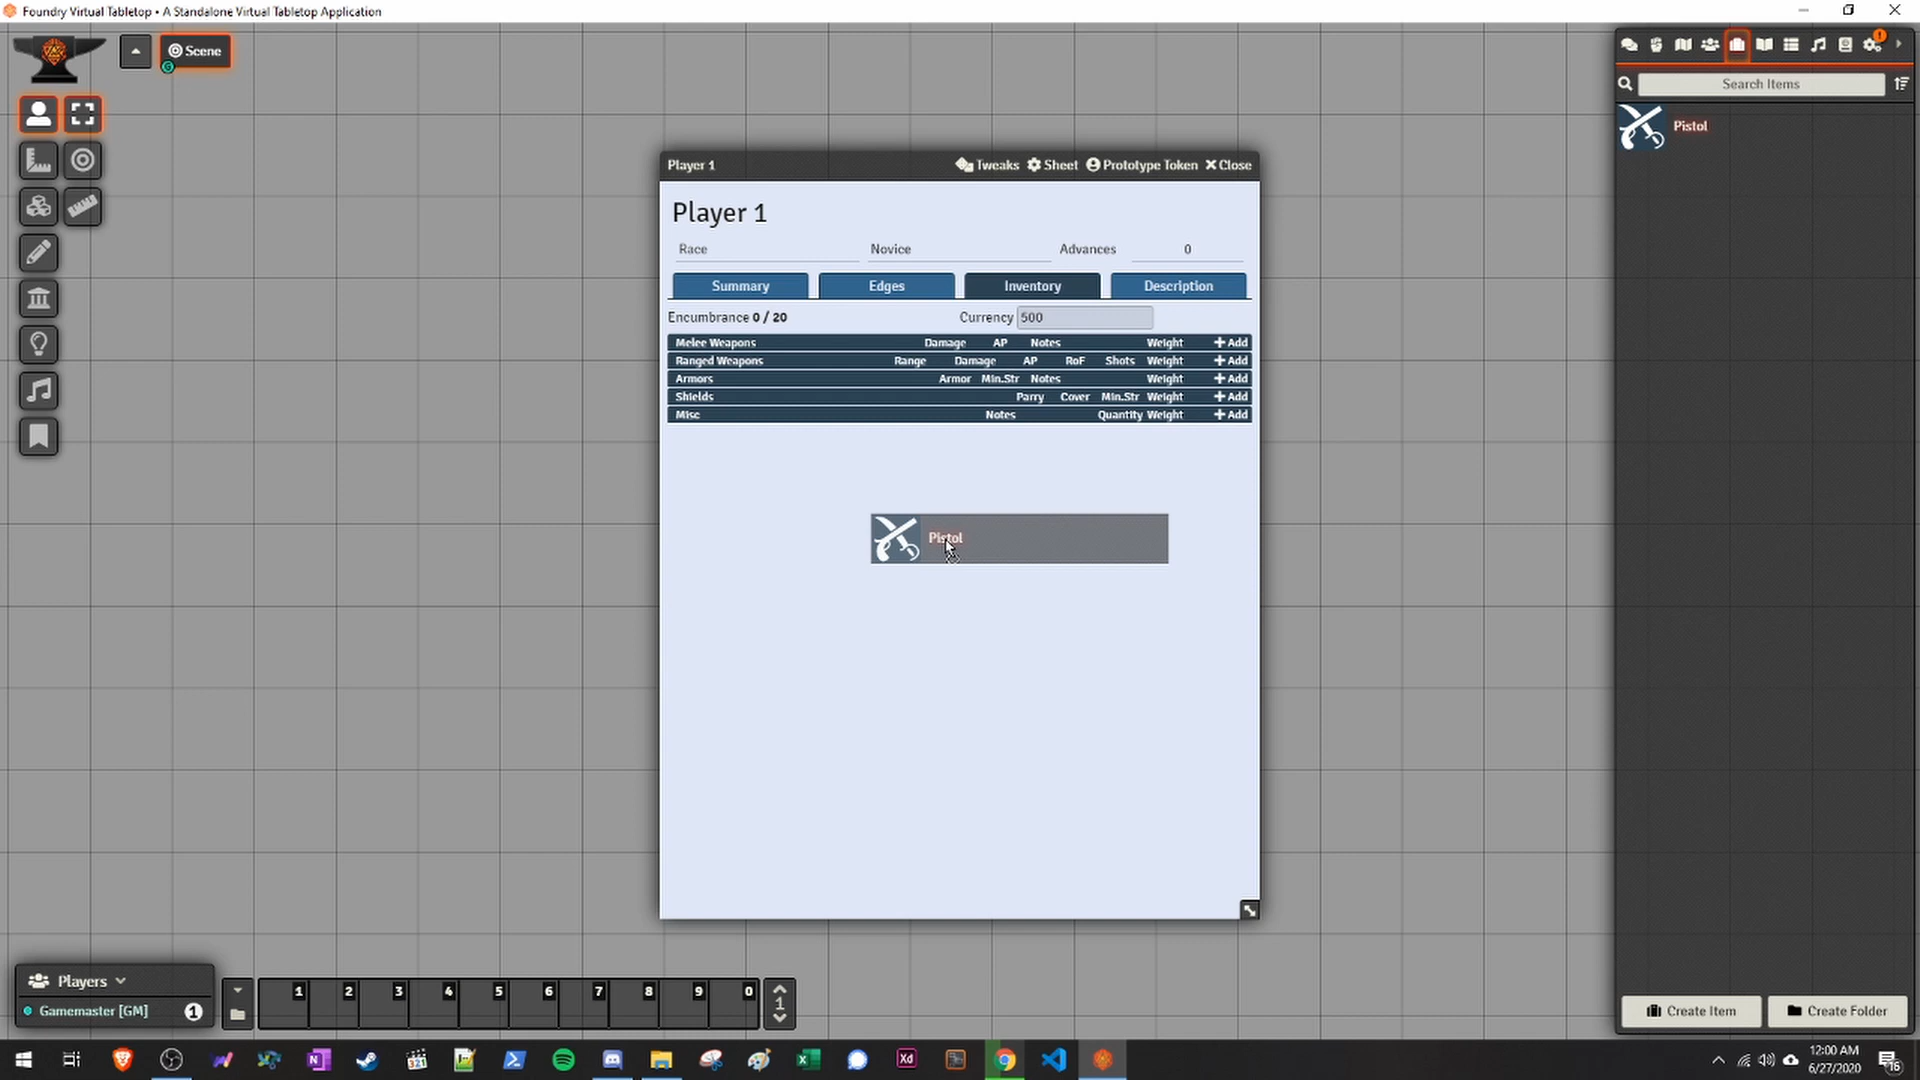 Foundry Virtual Tabletop • A Standalone Virtual Tabletop Application
Scene
Search Items
Pistol
Player 1
Tweaks
Sheet
Prototype Token
Close
Player 1
Race
Novice
Advances
0
Summary
Edges
Inventory
Description
Encumbrance 0 / 20
Currency
500
Melee Weapons Damage AP Notes Weight Add
Ranged Weapons Range Damage AP RoF Shots Weight Add
Armors Armor Min.Str Notes Weight Add
Shields Parry Cover Min.Str Weight Add
Misc Notes Quantity Weight Add
Pistol
Players
Gamemaster [GM] 1
1 2 3 4 5 6 7 8 9 0
1
Create Item
Create Folder
321
N
Xd
12:00 AM
6/27/2020
16